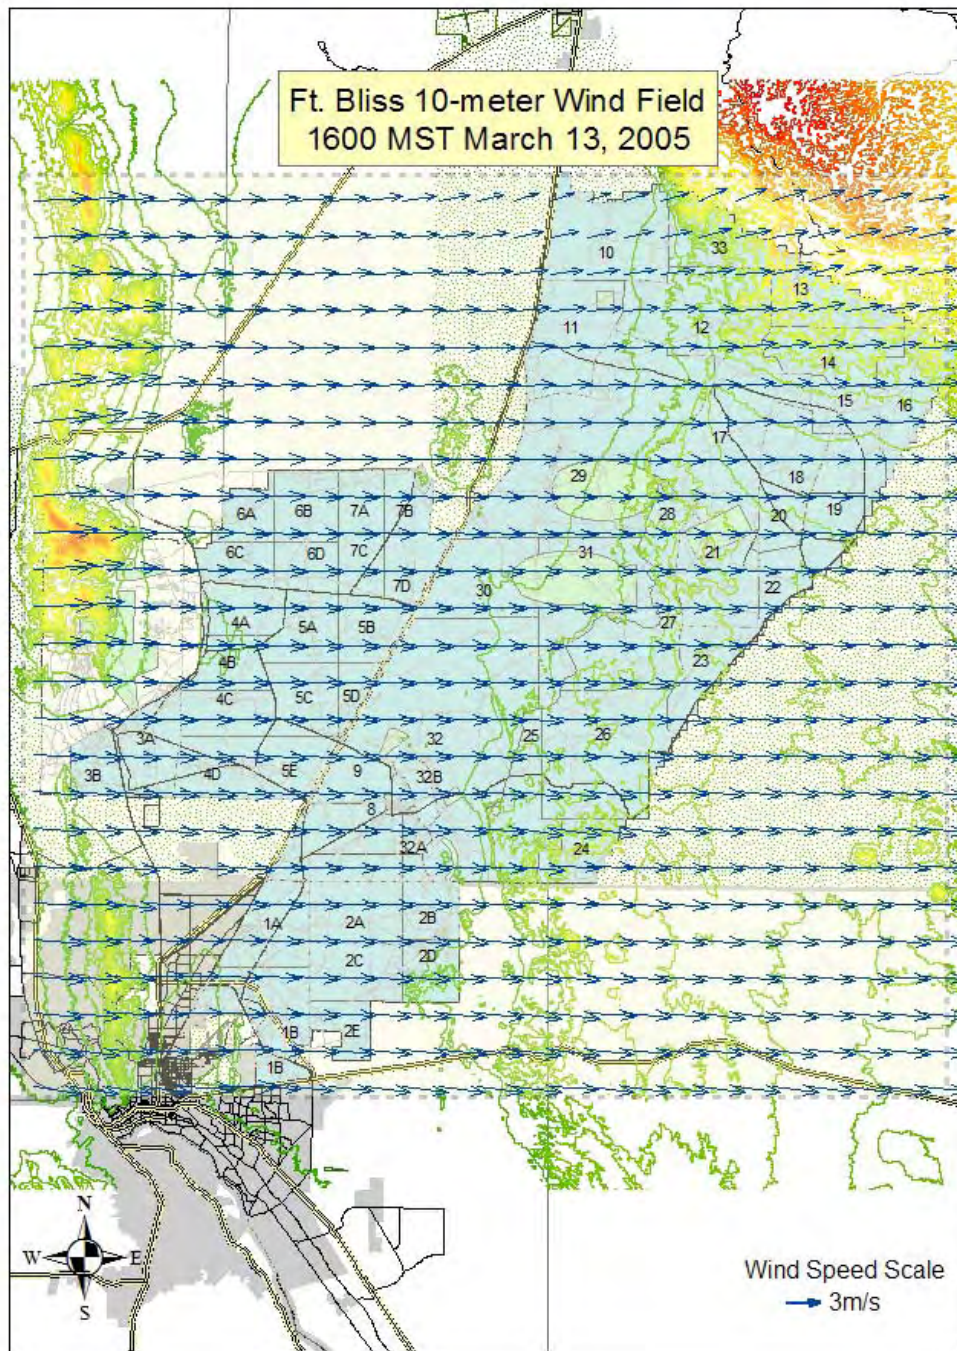 Ft. Bliss 10-meter Wind Field
1600 MST March 13, 2005
10
33
13
11
12
14
15
16
17
29
18
6A
6B
7A
7B
28
20
19
6C
6D
7C
31
21
7D
30
22
4A
5A
5B
27
4B
23
4C
5C
5D
3A
32
25
26
3B
4D
5E
9
32B
8
32A
24
1A
2A
2B
2C
2D
1B
2E
1B
N
W
E
S
Wind Speed Scale
3m/s